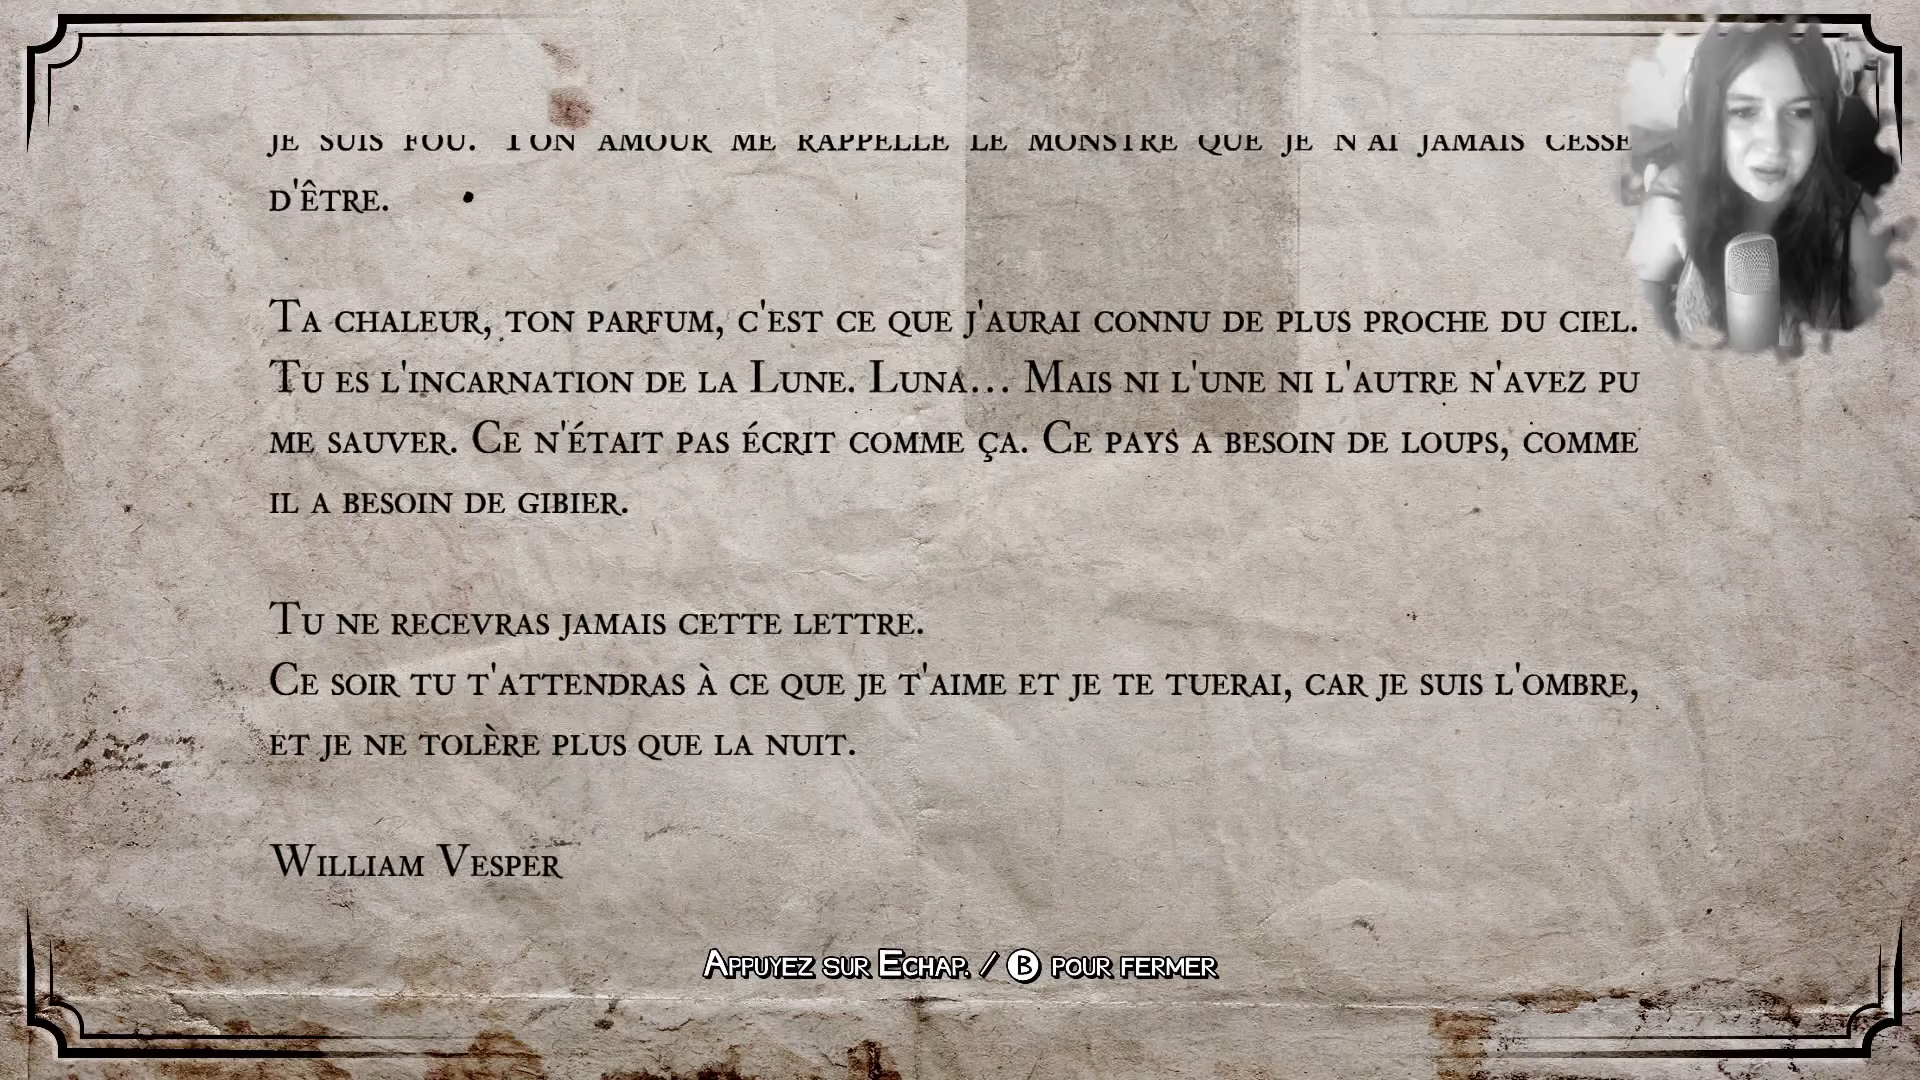 JE SUIS FOU. TON AMOUR ME RAPPELLE LE MONSTRE QUE JE N'AI JAMAIS CESSÉ
D'ÊTRE.
TA CHALEUR, TON PARFUM, C'EST CE QUE J'AURAI CONNU DE PLUS PROCHE DU CIEL.
TU ES L'INCARNATION DE LA LUNE. LUNA... MAIS NI L'UNE NI L'AUTRE N'AVEZ PU
ME SAUVER. CE N'ÉTAIT PAS ÉCRIT COMME ÇA. CE PAYS A BESOIN DE LOUPS, COMME
IL A BESOIN DE GIBIER.
TU NE RECEVRAS JAMAIS CETTE LETTRE.
CE SOIR TU T'ATTENDRAS À CE QUE JE T'AIME ET JE TE TUERAI, CAR JE SUIS L'OMBRE,
ET JE NE TOLÈRE PLUS QUE LA NUIT.
WILLIAM VESPER
APPUYEZ SUR ECHAP. / B POUR FERMER